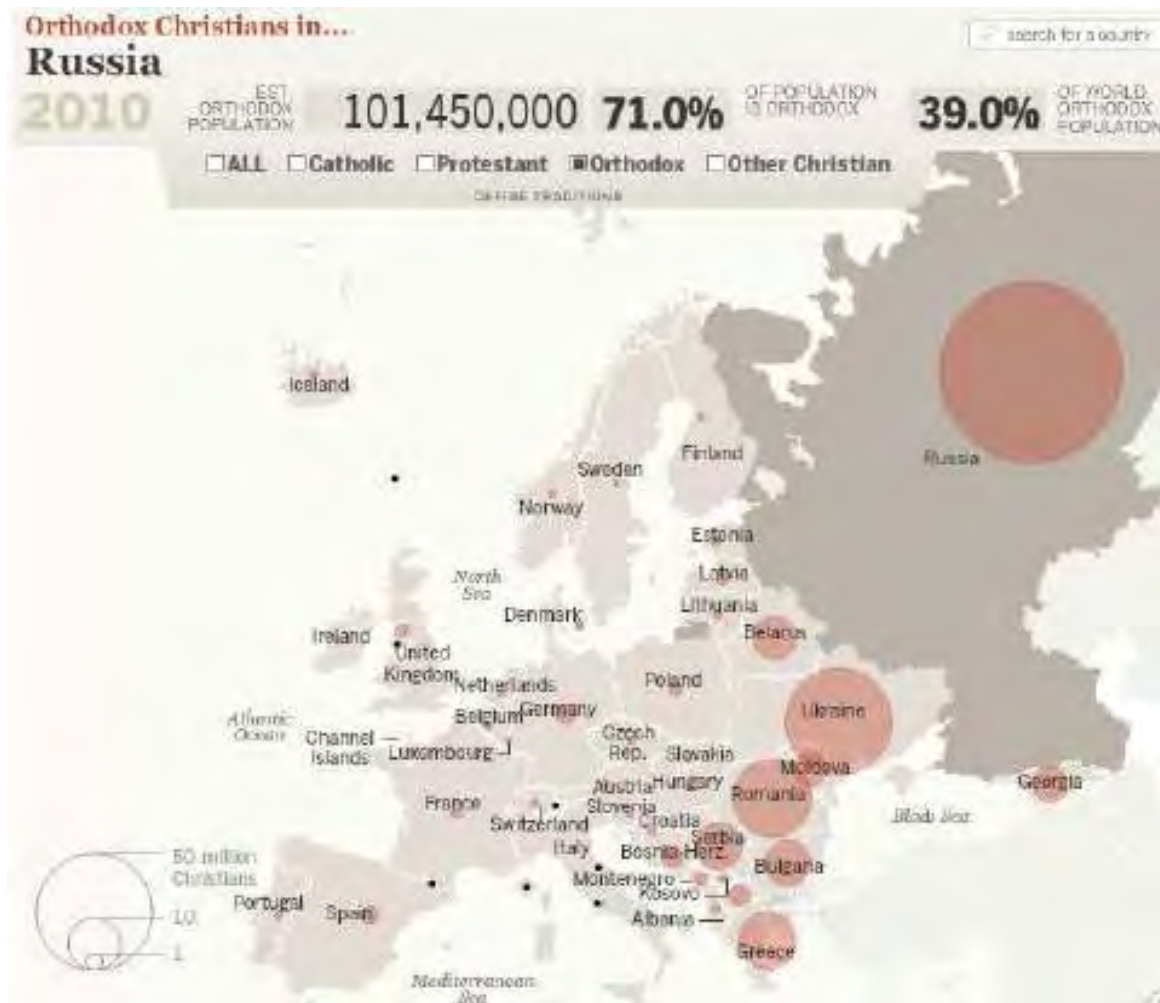 Orthodox Christians in...
Russia
search for a country
2010
EST.
ORTHODOX
POPULATION
101,450,000
71.0%
OF POPULATION
IS ORTHODOX
39.0%
OF WORLD
ORTHODOX
POPULATION
ALL
Catholic
Protestant
Orthodox
Other Christian
DEFINE TRADITIONS
Iceland
Russia
Finland
Sweden
Norway
Estonia
Latvia
North
Sea
Lithuania
Denmark
Belarus
Ireland
United
Kingdom
Netherlands
Poland
Belgium
Germany
Ukraine
Atlantic
Ocean
Channel
Islands
Luxembourg
Czech
Rep.
Slovakia
Moldova
Georgia
Austria
Hungary
Romania
France
Slovenia
Black Sea
Switzerland
Croatia
Serbia
Italy
Bosnia-Herz.
50 million
Christians
Bulgaria
Montenegro
Kosovo
Portugal
Spain
10
Albania
1
Greece
Mediterranean
Sea